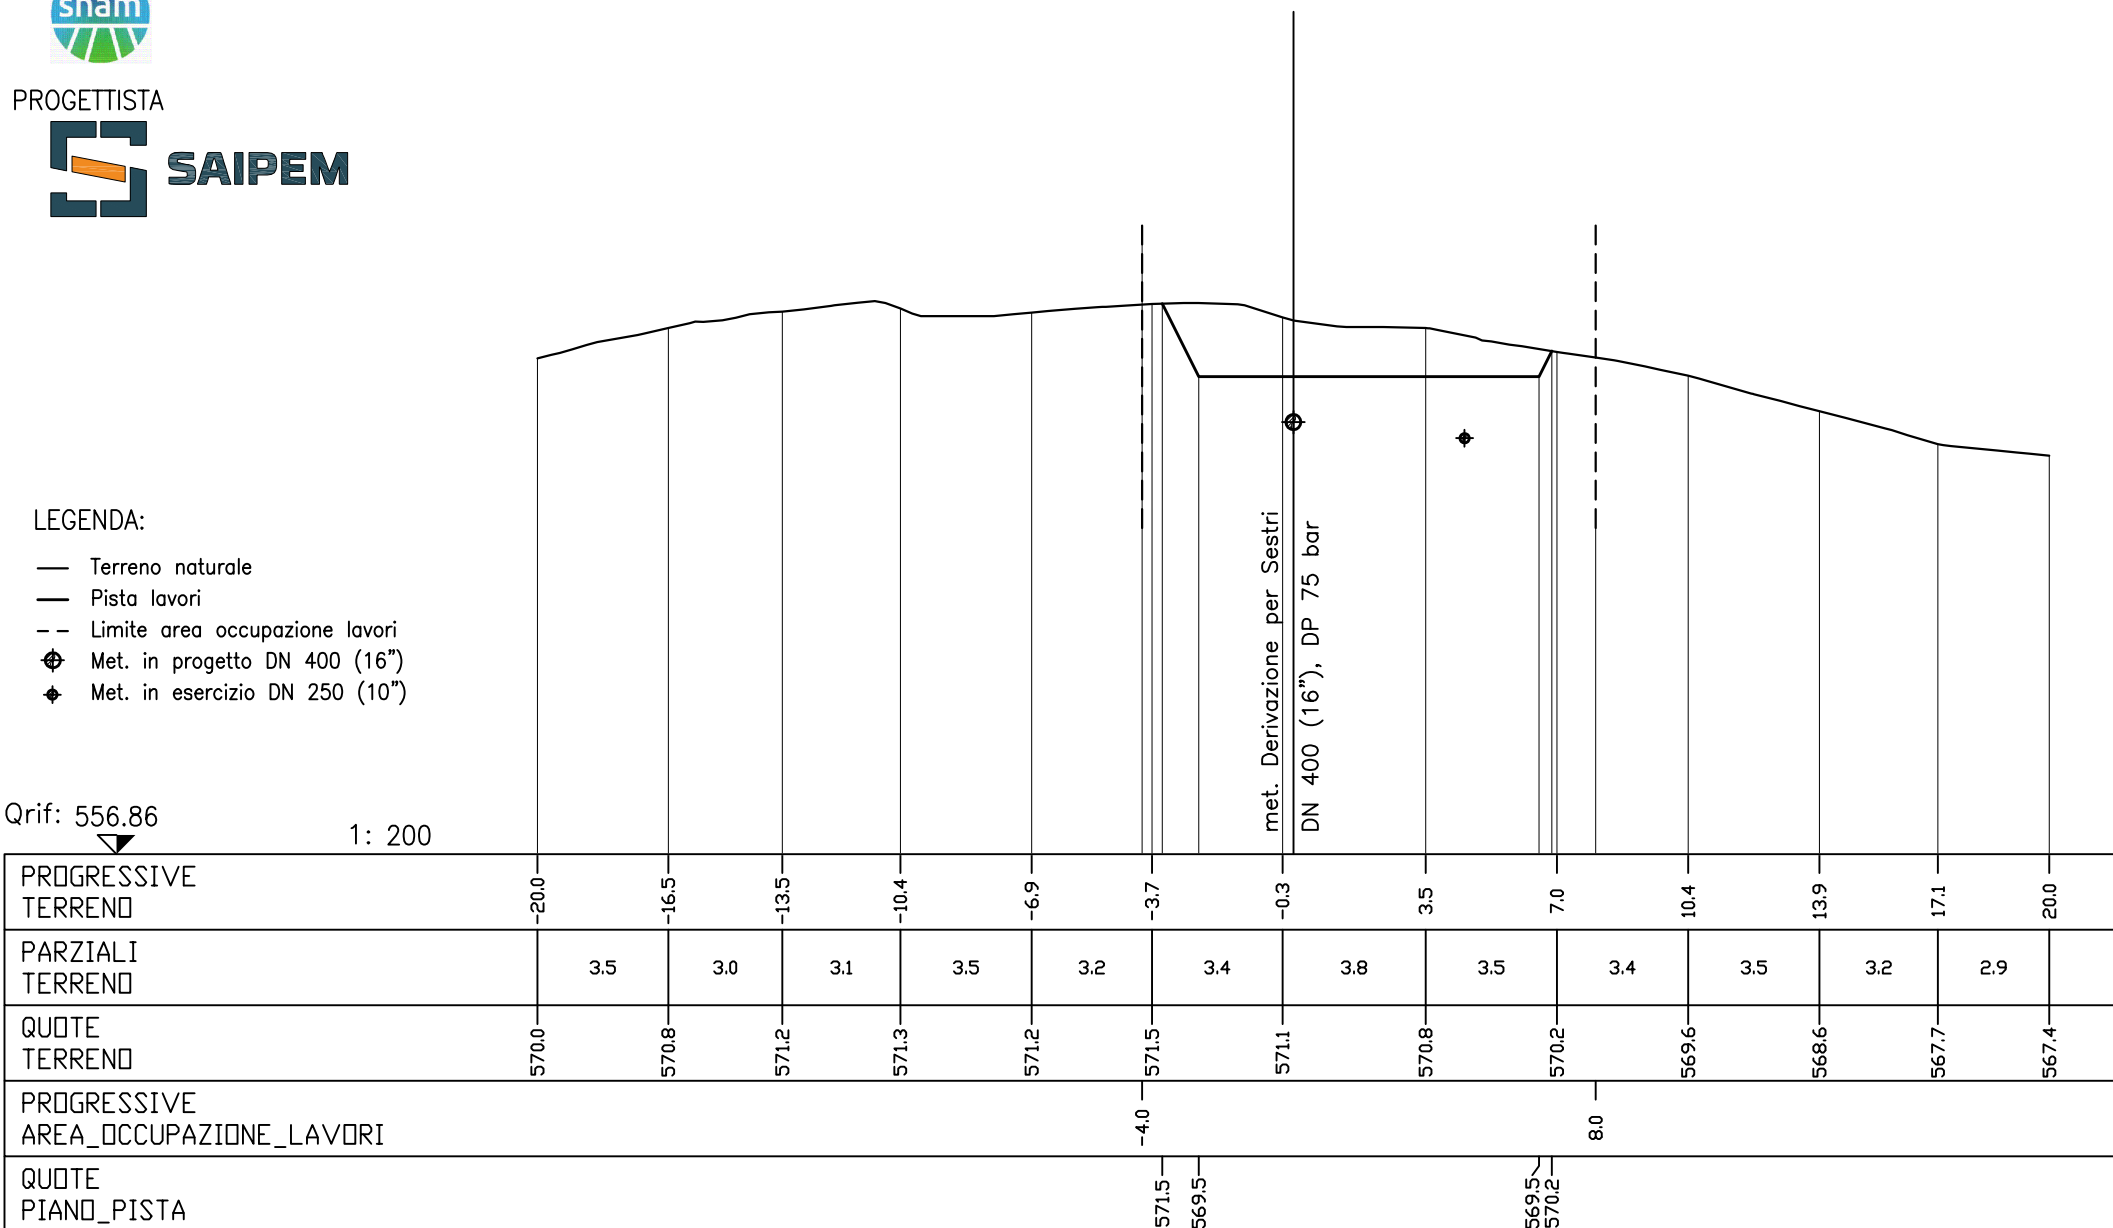 snam
PROGETTISTA
SAIPEM
LEGENDA:
Terreno naturale
Pista lavori
Limite area occupazione lavori
Met. in progetto DN 400 (16")
Met. in esercizio DN 250 (10")
met. Derivazione per Sestri
DN 400 (16"), DP 75 bar
Qrif: 556.86
1: 200
PROGRESSIVE
TERRENO
-20.0 -16.5 -13.5 -10.4 -6.9 -3.7 -0.3 3.5 7.0 10.4 13.9 17.1 20.0
PARZIALI
TERRENO
3.5 3.0 3.1 3.5 3.2 3.4 3.8 3.5 3.4 3.5 3.2 2.9
QUOTE
TERRENO
570.0 570.8 571.2 571.3 571.2 571.5 571.1 570.8 570.2 569.6 568.6 567.7 567.4
PROGRESSIVE
AREA_OCCUPAZIONE_LAVORI
-4.0 8.0
QUOTE
PIANO_PISTA
571.5 569.5 569.5 570.2